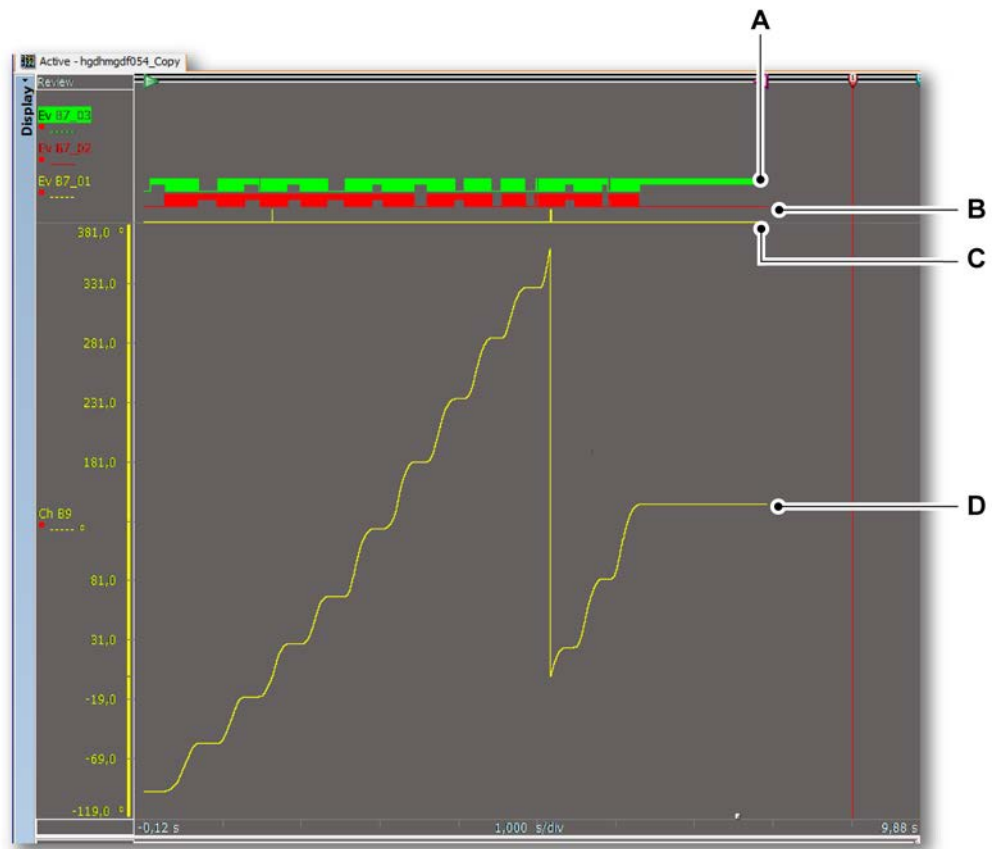 A
Active - hgdhmgdf054_Copy
Display
Review
Ev B7_03
Ev B7_02
Ev B7_01
B
C
381,0 °
331,0
281,0
231,0
181,0
Ch B9
D
81,0
31,0
-19,0
-69,0
-119,0 °
-0,12 s
1,000 s/div
9,88 s